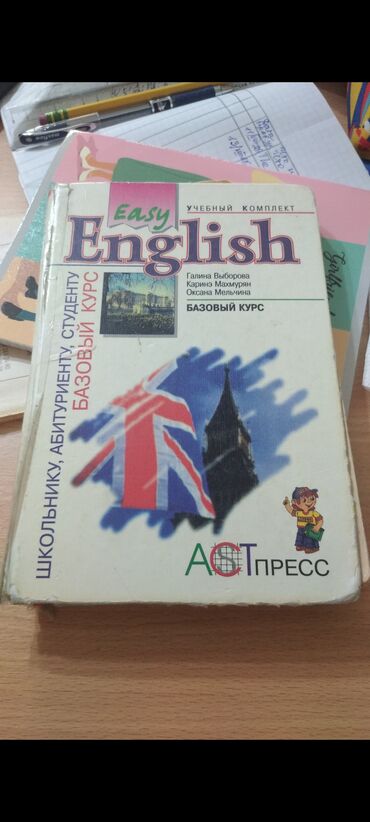 УЧЕБНЫЙ КОМПЛЕКТ
Easy
English
Галина Выборова
Каринэ Махмурян
Оксана Мельчина
БАЗОВЫЙ КУРС
ШКОЛЬНИКУ, АБИТУРИЕНТУ, СТУДЕНТУ
БАЗОВЫЙ КУРС
АСТ ПРЕСС